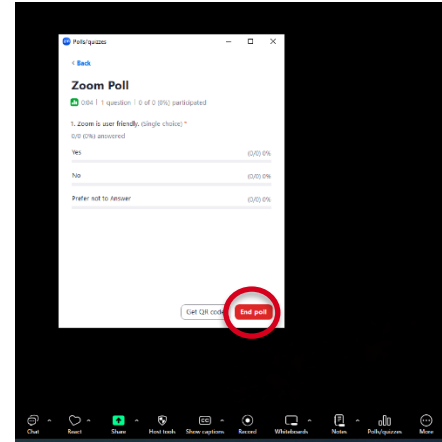 Polls/quizzes
< Back
Zoom Poll
0:04 | 1 question | 0 of 0 (0%) participated
1. Zoom is user friendly. (Single choice) *
0/0 (0%) answered
Yes (0/0) 0%
No (0/0) 0%
Prefer not to Answer (0/0) 0%
Get QR code End poll
Chat React Share Host tools Show captions Record Whiteboards Notes Polls/quizzes More